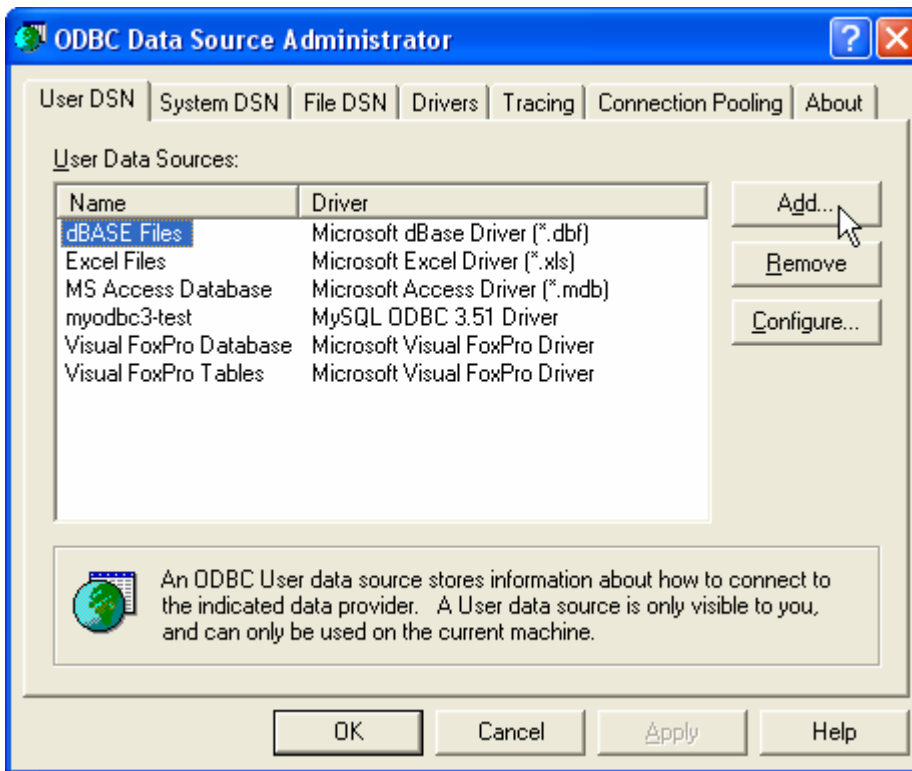 ODBC Data Source Administrator
User DSN System DSN File DSN Drivers Tracing Connection Pooling About
User Data Sources:
Name Driver
dBASE Files Microsoft dBase Driver (*.dbf)
Excel Files Microsoft Excel Driver (*.xls)
MS Access Database Microsoft Access Driver (*.mdb)
myodbc3-test MySQL ODBC 3.51 Driver
Visual FoxPro Database Microsoft Visual FoxPro Driver
Visual FoxPro Tables Microsoft Visual FoxPro Driver
Add...
Remove
Configure...
An ODBC User data source stores information about how to connect to
the indicated data provider. A User data source is only visible to you,
and can only be used on the current machine.
OK Cancel Apply Help